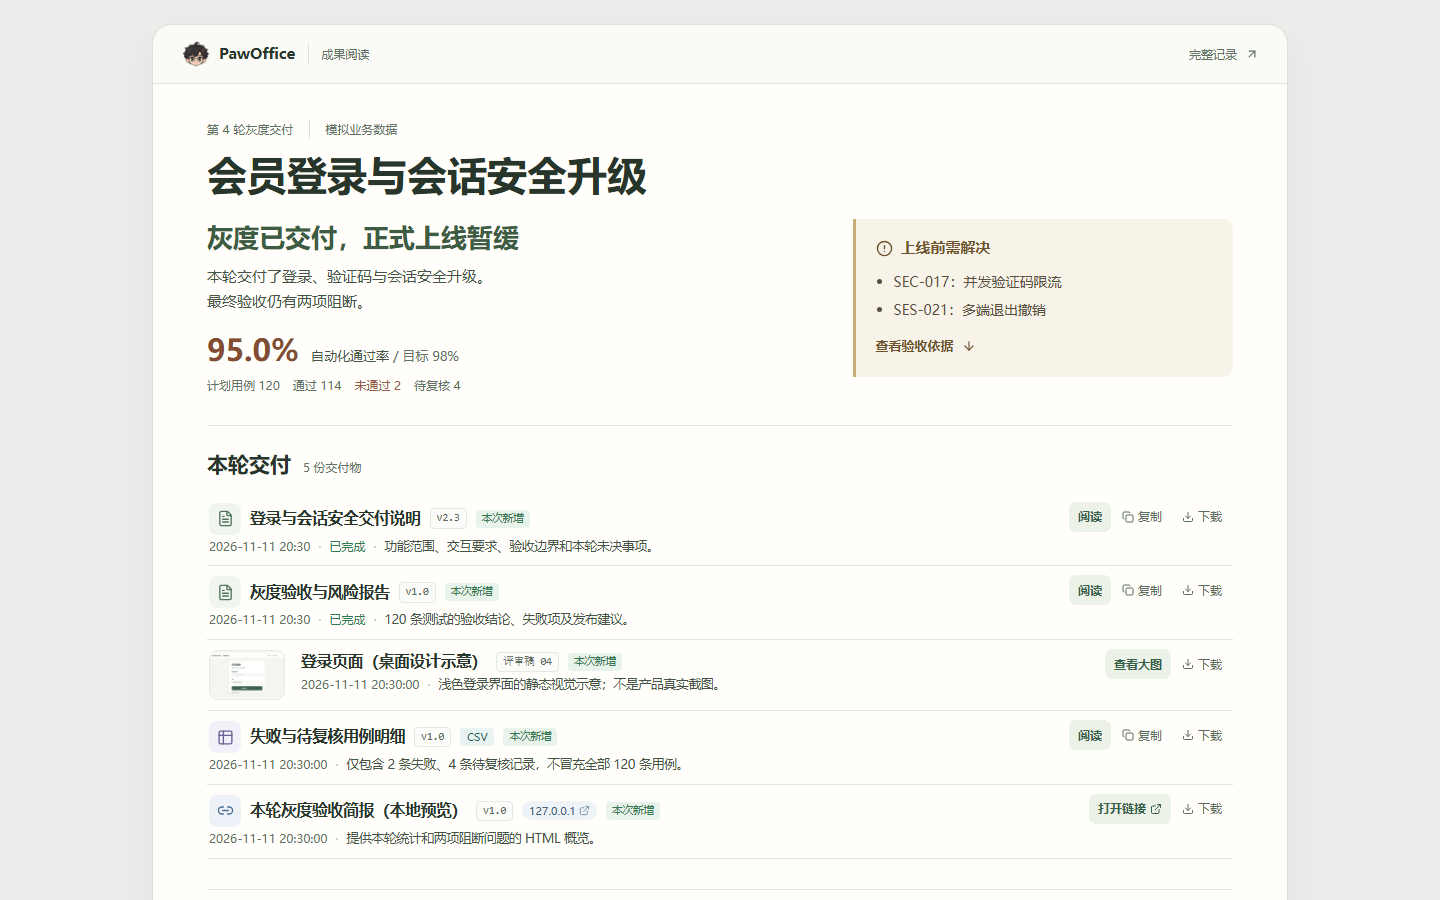 PawOffice 成果阅读 完整记录
第 4 轮灰度交付 模拟业务数据
会员登录与会话安全升级
灰度已交付，正式上线暂缓
本轮交付了登录、验证码与会话安全升级。
最终验收仍有两项阻断。
95.0% 自动化通过率 / 目标 98%
计划用例 120 通过 114 未通过 2 待复核 4
上线前需解决
• SEC-017：并发验证码限流
• SES-021：多端退出撤销
查看验收依据 ↓
本轮交付 5 份交付物
登录与会话安全交付说明 v2.3 本次新增 阅读 复制 下载
2026-11-11 20:30 · 已完成 · 功能范围、交互要求、验收边界和本轮未决事项。
灰度验收与风险报告 v1.0 本次新增 阅读 复制 下载
2026-11-11 20:30 · 已完成 · 120 条测试的验收结论、失败项及发布建议。
登录页面（桌面设计示意） 评审稿 04 本次新增 查看大图 下载
2026-11-11 20:30:00 · 浅色登录界面的静态视觉示意；不是产品真实截图。
失败与待复核用例明细 v1.0 CSV 本次新增 阅读 复制 下载
2026-11-11 20:30:00 · 仅包含 2 条失败、4 条待复核记录，不冒充全部 120 条用例。
本轮灰度验收简报（本地预览） v1.0 127.0.0.1 本次新增 打开链接 下载
2026-11-11 20:30:00 · 提供本轮统计和两项阻断问题的 HTML 概览。